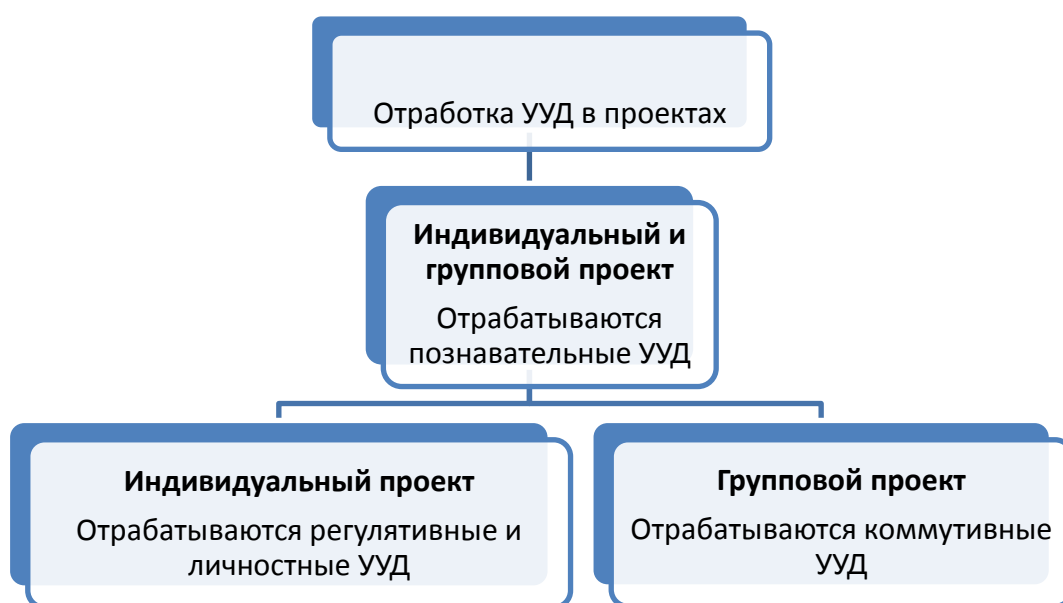 Отработка УУД в проектах
Индивидуальный и
групповой проект
Отрабатываются
познавательные УУД
Индивидуальный проект
Отрабатываются регулятивные и
личностные УУД
Групповой проект
Отрабатываются коммутивные
УУД